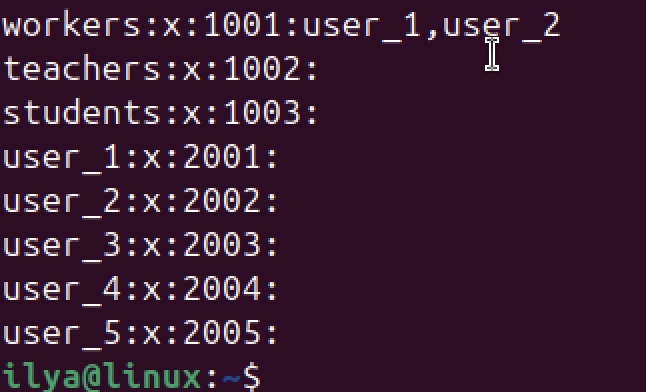 workers:x:1001:user_1,user_2
teachers:x:1002:
students:x:1003:
user_1:x:2001:
user_2:x:2002:
user_3:x:2003:
user_4:x:2004:
user_5:x:2005:
ilya@linux:~$